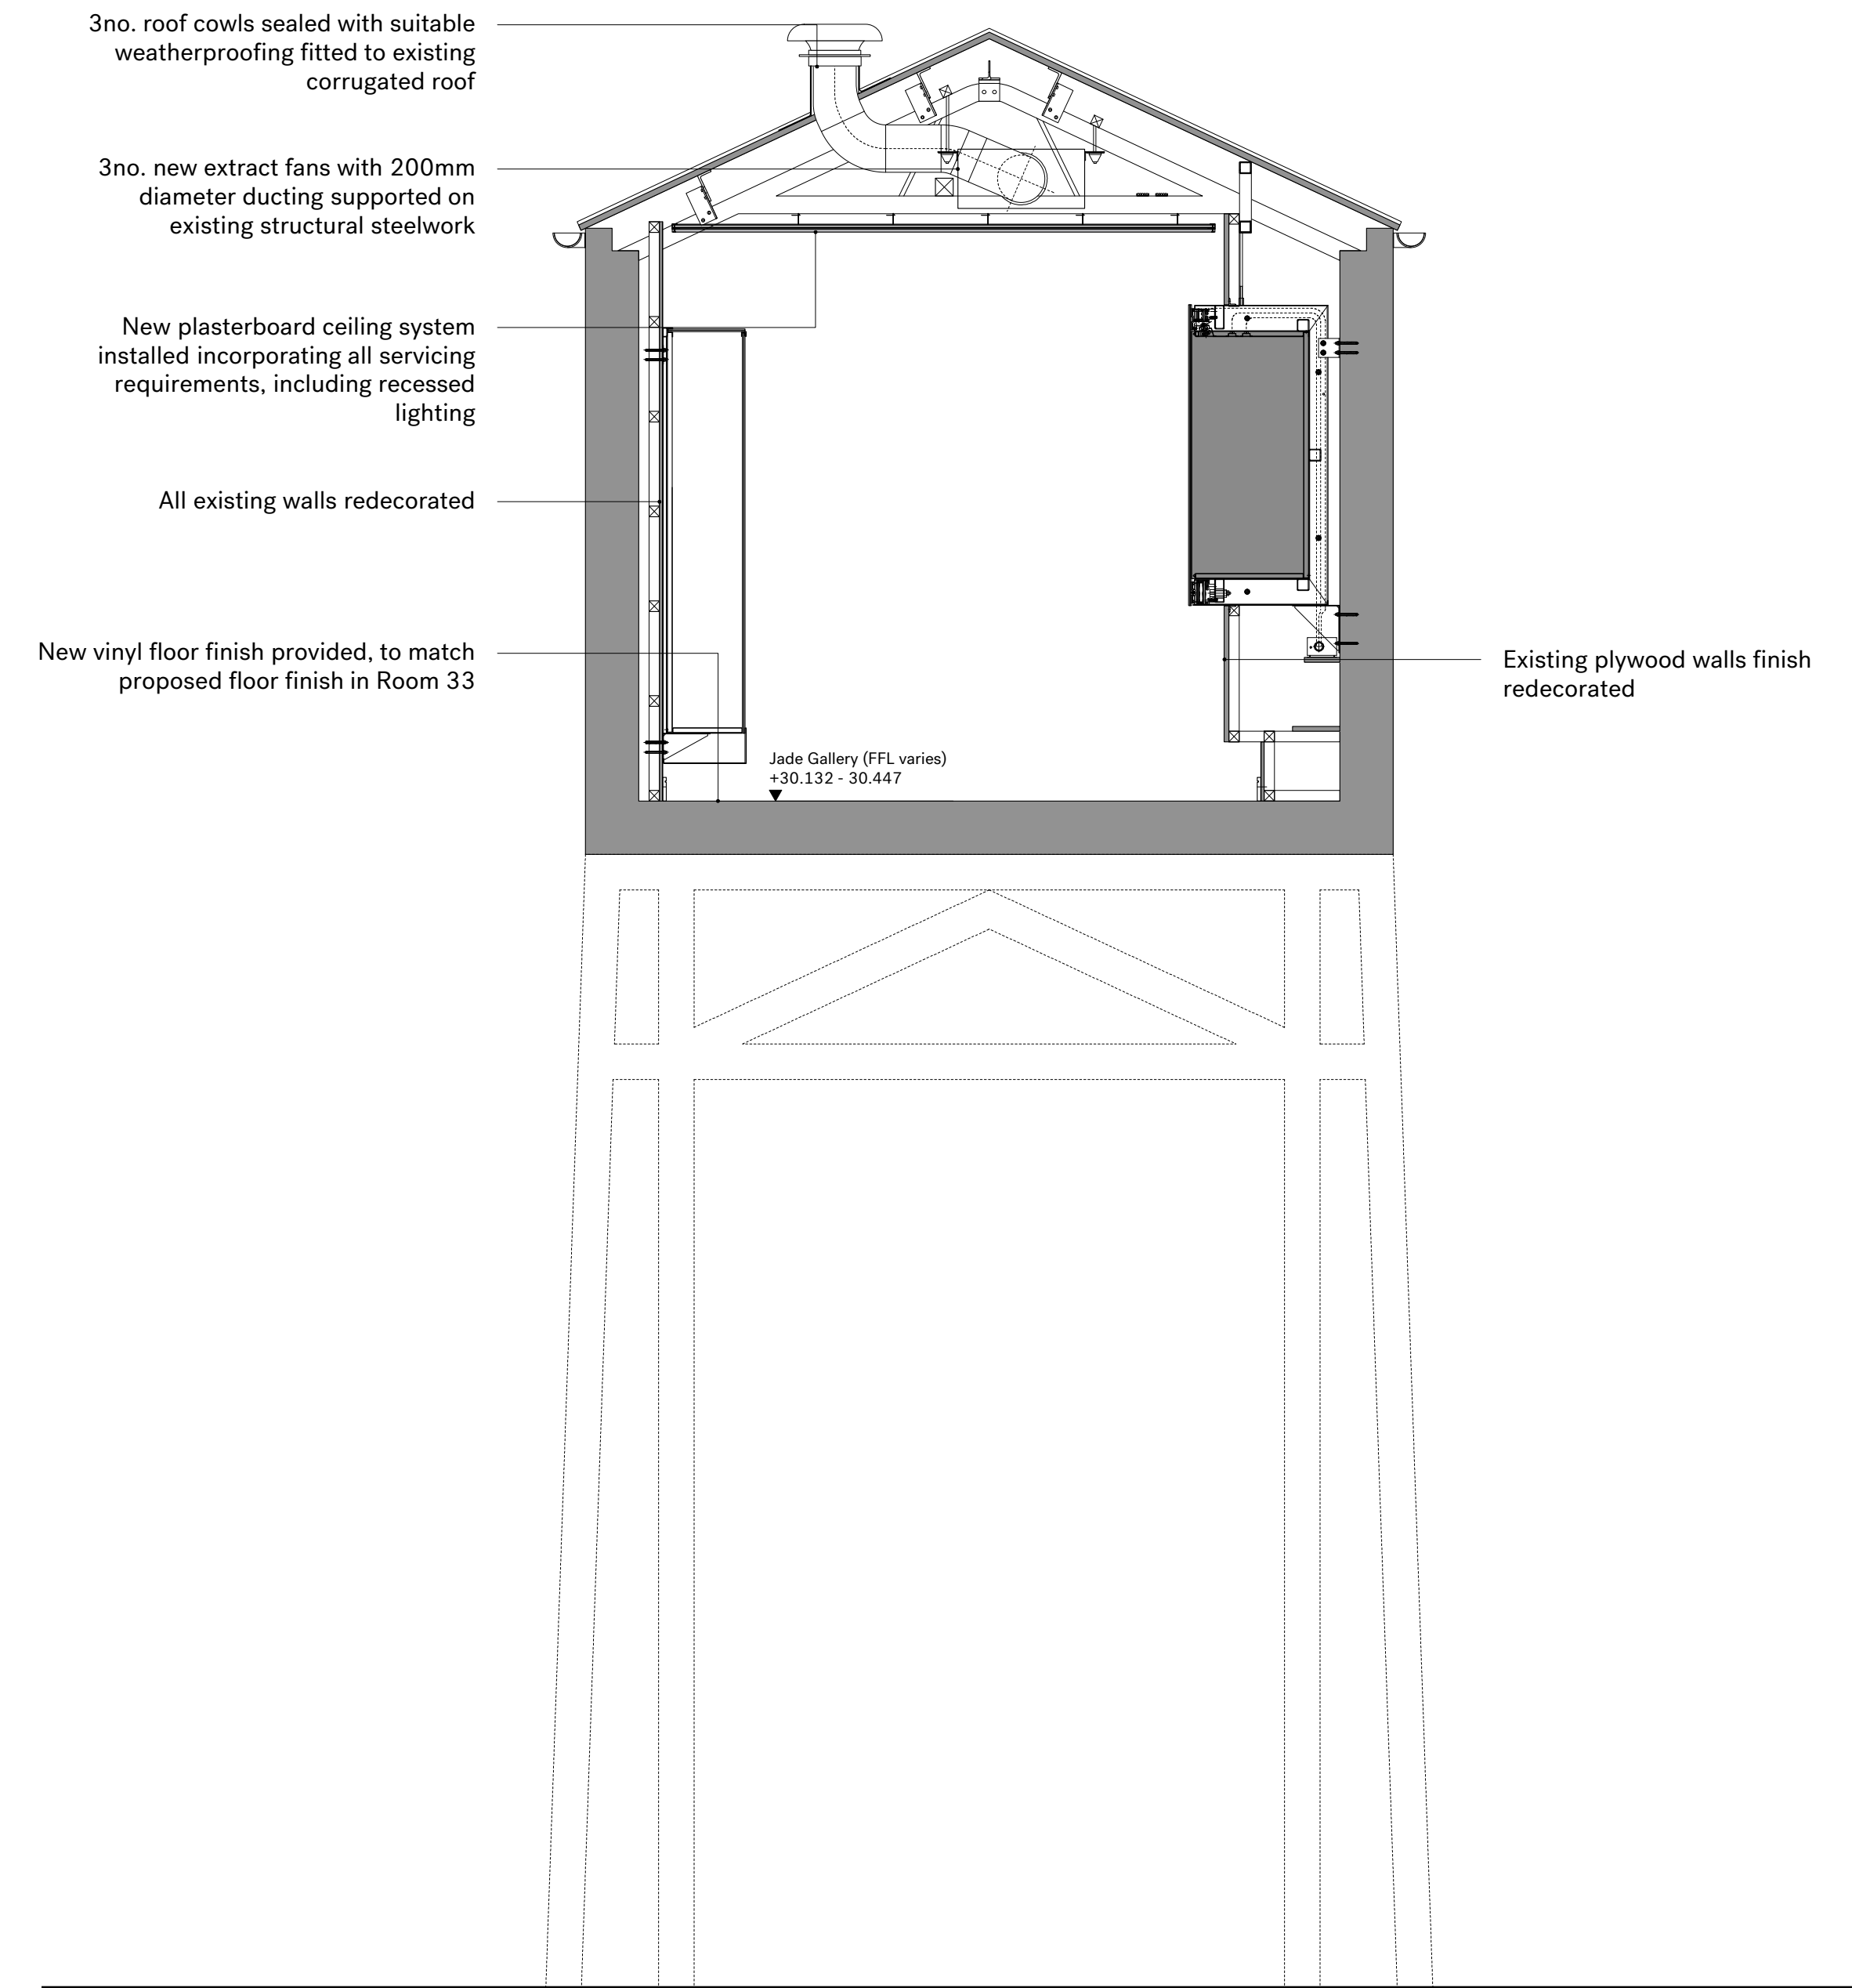 3no. roof cowls sealed with suitable
weatherproofing fitted to existing
corrugated roof
3no. new extract fans with 200mm
diameter ducting supported on
existing structural steelwork
New plasterboard ceiling system
installed incorporating all servicing
requirements, including recessed
lighting
All existing walls redecorated
New vinyl floor finish provided, to match
proposed floor finish in Room 33
Jade Gallery (FFL varies)
+30.132 - 30.447
Existing plywood walls finish
redecorated